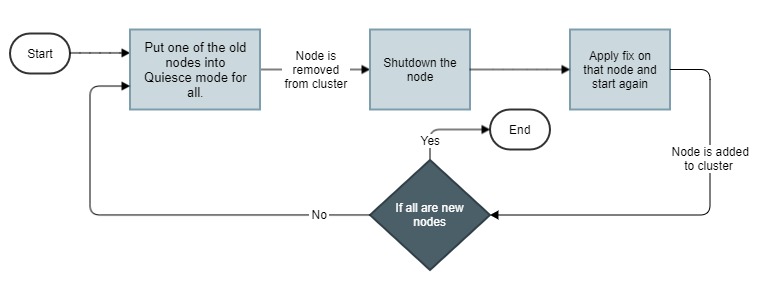 Start
Put one of the old
nodes into
Quiesce mode for
all.
Node is
removed
from cluster
Shutdown the
node
Apply fix on
that node and
start again
Node is added
to cluster
If all are new
nodes
Yes
End
No